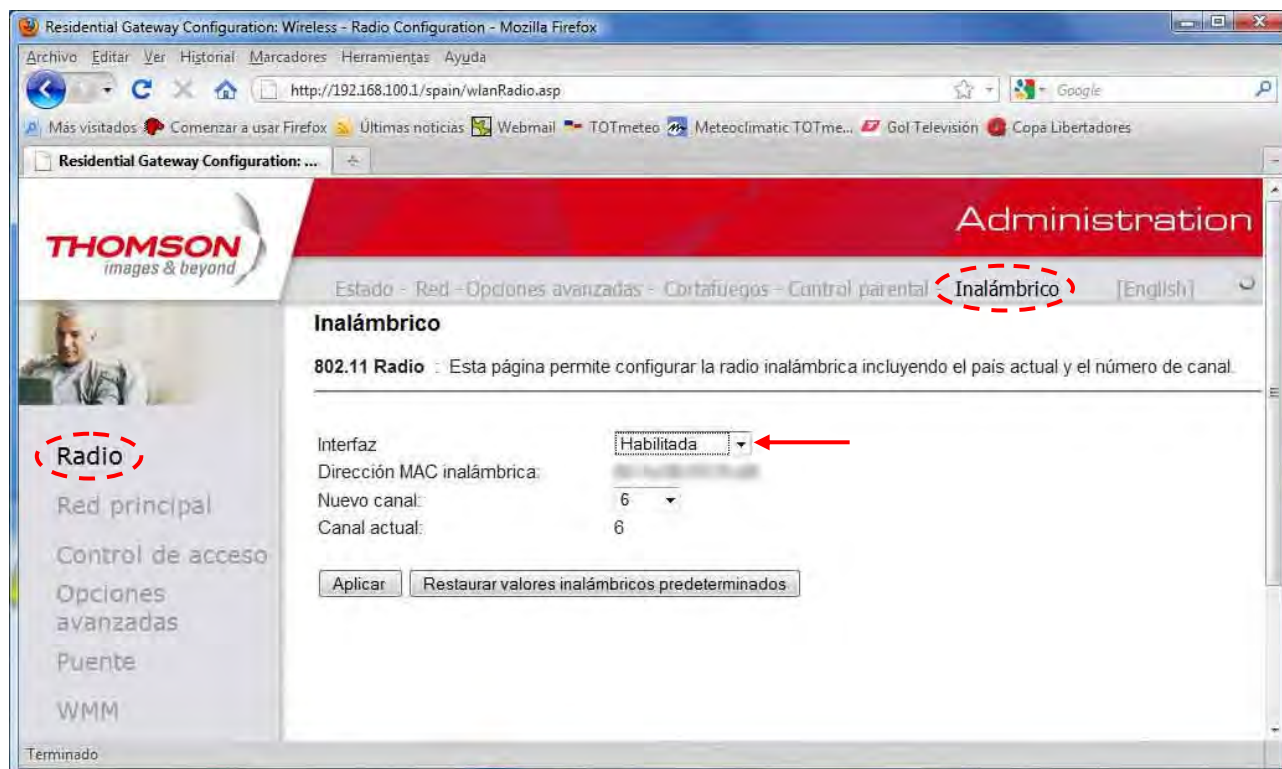 Residential Gateway Configuration: Wireless - Radio Configuration - Mozilla Firefox
Archivo Editar Ver Historial Marcadores Herramientas Ayuda
http://192.168.100.1/spain/wlanRadio.asp
Google
Más visitados Comenzar a usar Firefox Últimas noticias Webmail TOTmeteo Meteoclimatic TOTme... Gol Televisión Copa Libertadores
Residential Gateway Configuration: ...
THOMSON
images & beyond
Administration
Estado - Red - Opciones avanzadas - Cortafuegos - Control parental - Inalámbrico [English]
Inalámbrico
802.11 Radio : Esta página permite configurar la radio inalámbrica incluyendo el país actual y el número de canal.
Radio
Red principal
Control de acceso
Opciones
avanzadas
Puente
WMM
Interfaz Habilitada
Dirección MAC inalámbrica:
Nuevo canal: 6
Canal actual: 6
Aplicar Restaurar valores inalámbricos predeterminados
Terminado